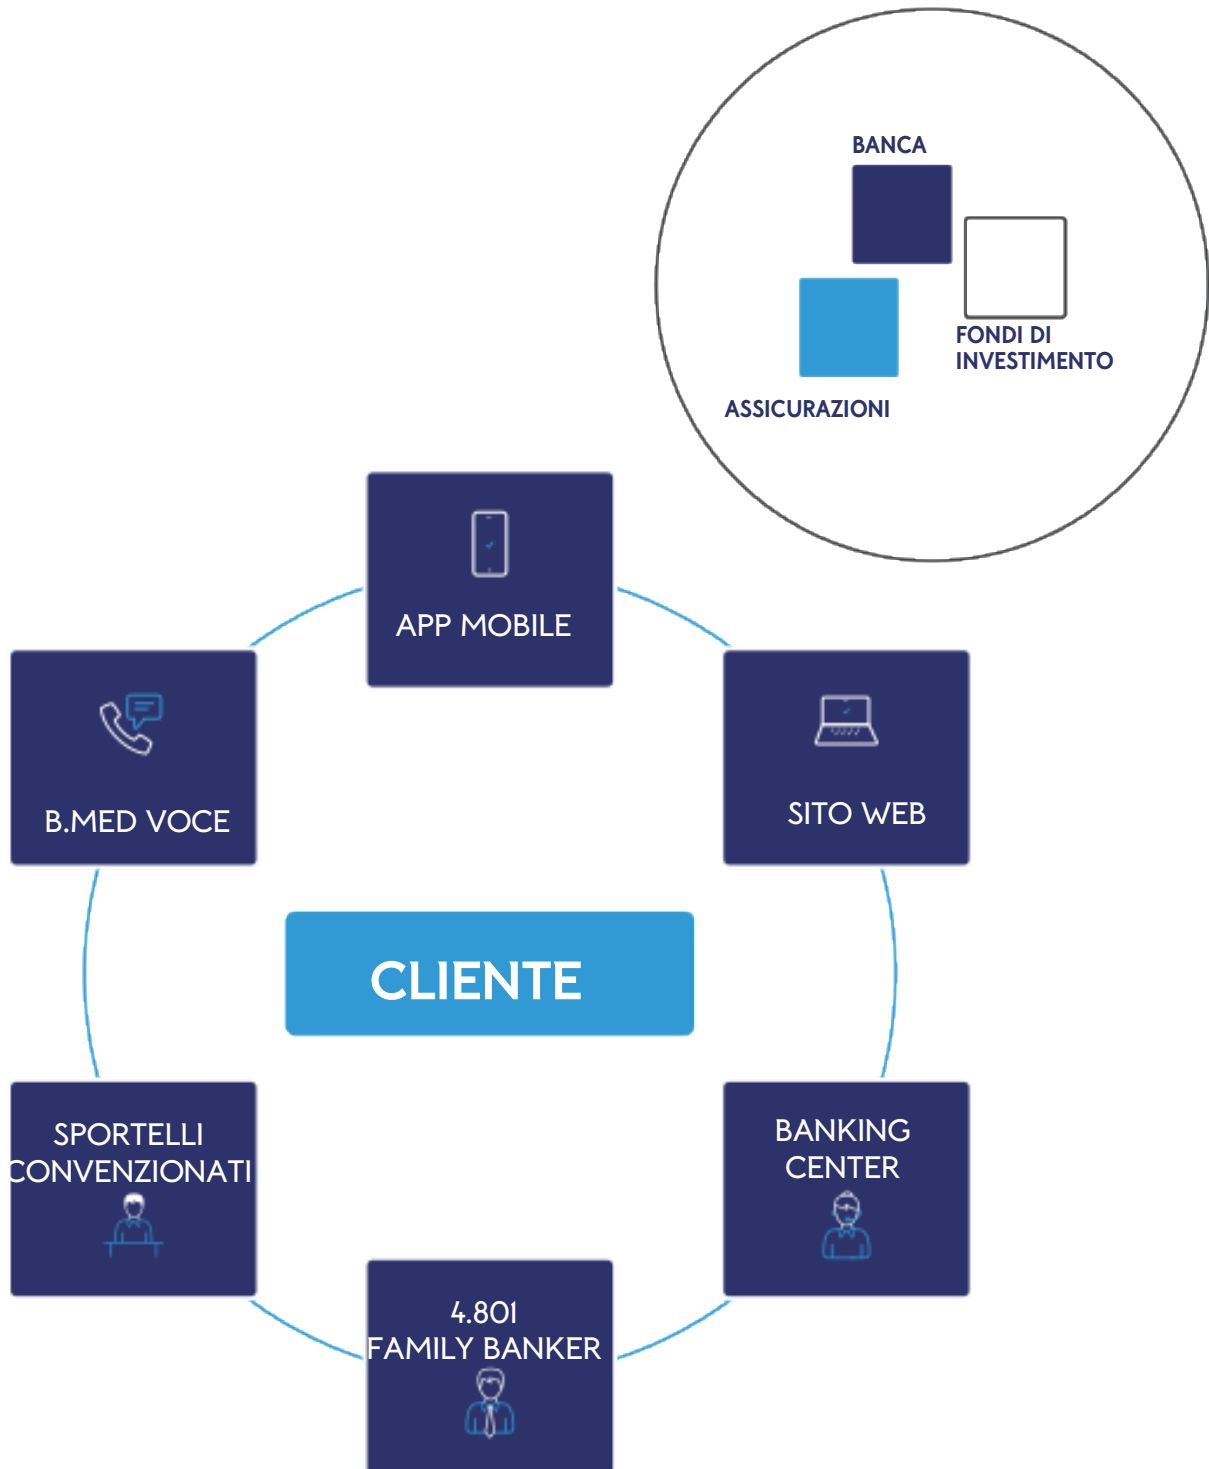 BANCA
FONDI DI
INVESTIMENTO
ASSICURAZIONI
APP MOBILE
B.MED VOCE
SITO WEB
CLIENTE
SPORTELLI
CONVENZIONATI
BANKING
CENTER
4.801
FAMILY BANKER